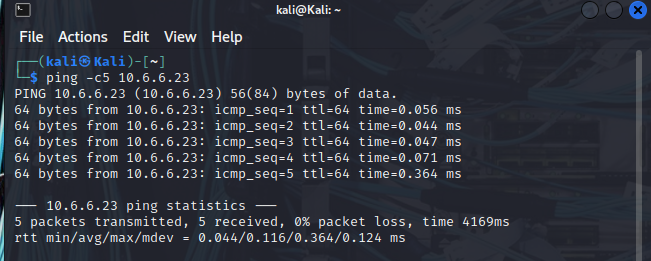 kali@Kali: ~
File Actions Edit View Help
┌──(kali㉿Kali)-[~]
└─$ ping -c5 10.6.6.23
PING 10.6.6.23 (10.6.6.23) 56(84) bytes of data.
64 bytes from 10.6.6.23: icmp_seq=1 ttl=64 time=0.056 ms
64 bytes from 10.6.6.23: icmp_seq=2 ttl=64 time=0.044 ms
64 bytes from 10.6.6.23: icmp_seq=3 ttl=64 time=0.047 ms
64 bytes from 10.6.6.23: icmp_seq=4 ttl=64 time=0.071 ms
64 bytes from 10.6.6.23: icmp_seq=5 ttl=64 time=0.364 ms
--- 10.6.6.23 ping statistics ---
5 packets transmitted, 5 received, 0% packet loss, time 4169ms
rtt min/avg/max/mdev = 0.044/0.116/0.364/0.124 ms